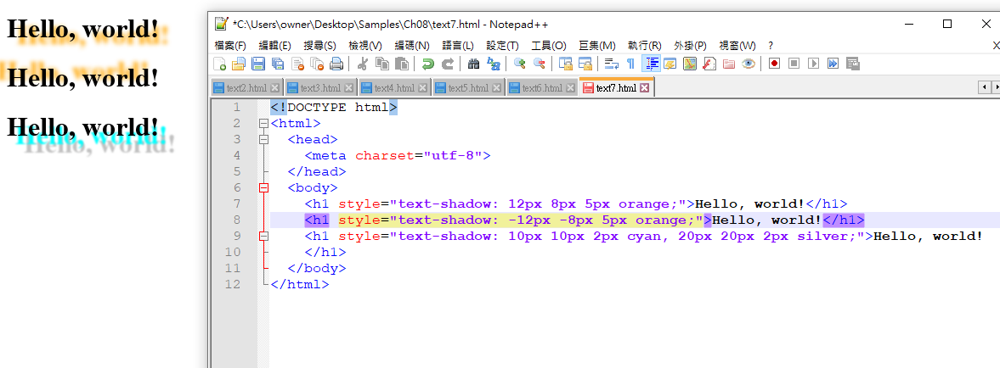 Hello, world!
Hello, world!
Hello, world!
*C:\Users\owner\Desktop\Samples\Ch08\text7.html - Notepad++
檔案(F) 編輯(E) 搜尋(S) 檢視(V) 編碼(N) 語言(L) 設定(T) 工具(O) 巨集(M) 執行(R) 外掛(P) 視窗(W) ? X
text2.html text3.html text4.html text5.html text6.html text7.html
1 <!DOCTYPE html>
2 <html>
3 <head>
4 <meta charset="utf-8">
5 </head>
6 <body>
7 <h1 style="text-shadow: 12px 8px 5px orange;">Hello, world!</h1>
8 <h1 style="text-shadow: -12px -8px 5px orange;">Hello, world!</h1>
9 <h1 style="text-shadow: 10px 10px 2px cyan, 20px 20px 2px silver;">Hello, world!
10 </h1>
11 </body>
12 </html>